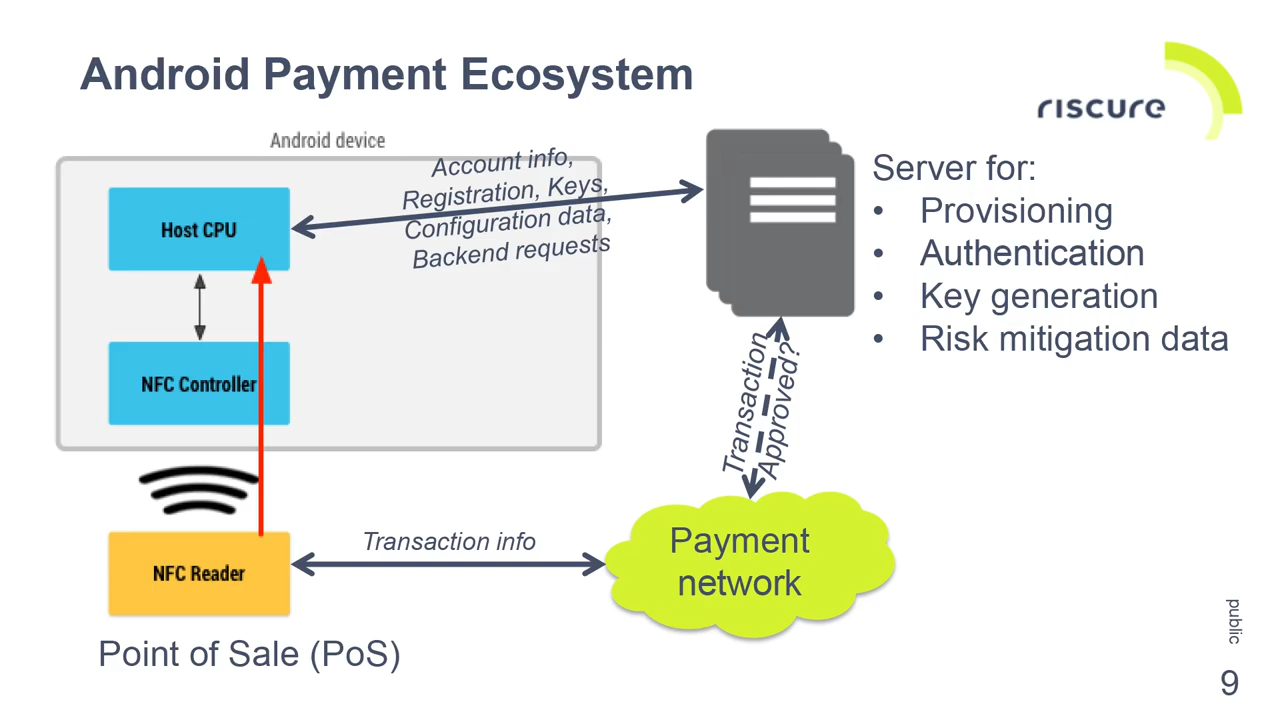 Android Payment Ecosystem
riscure
Android device
Account info,
Registration, Keys,
Configuration data,
Backend requests
Host CPU
NFC Controller
Server for:
• Provisioning
• Authentication
• Key generation
• Risk mitigation data
Transaction
Approved?
Transaction info
Payment
network
NFC Reader
Point of Sale (PoS)
public
9